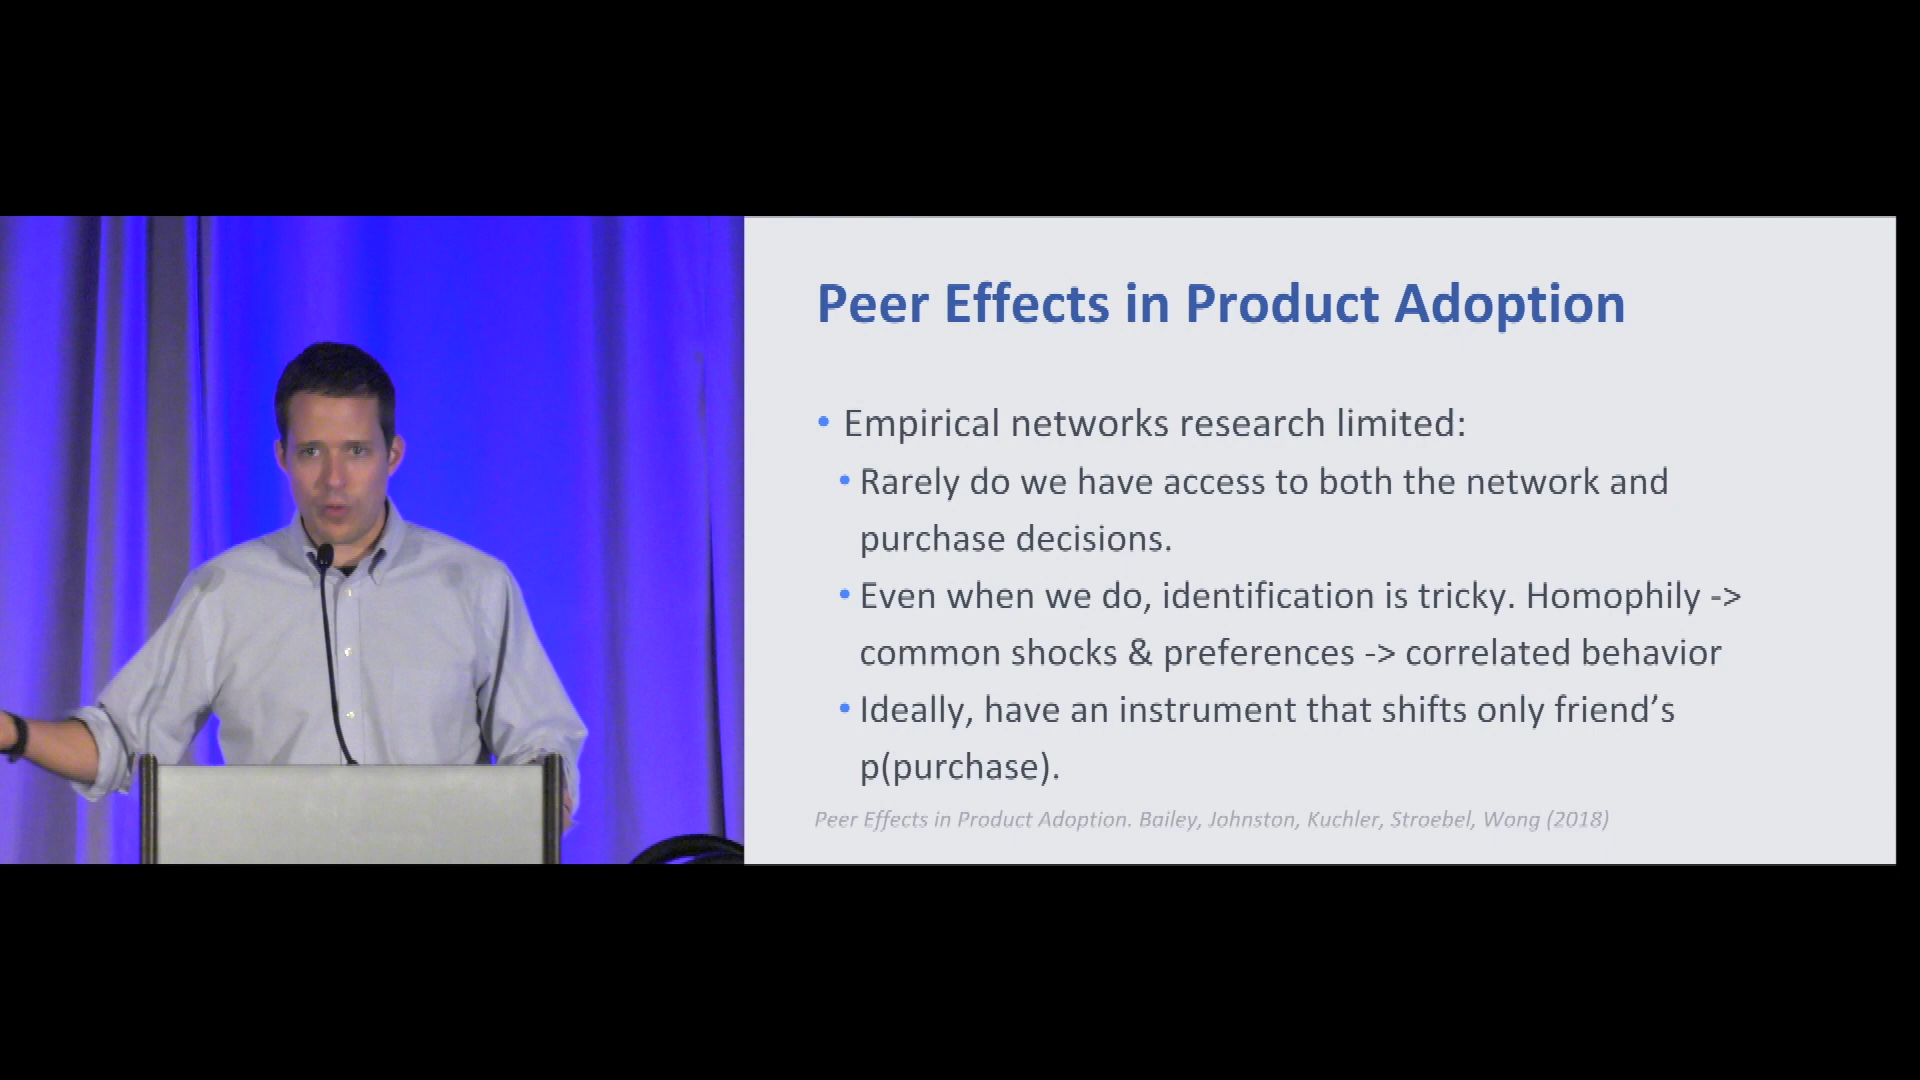 Peer Effects in Product Adoption
• Empirical networks research limited:
• Rarely do we have access to both the network and
purchase decisions.
• Even when we do, identification is tricky. Homophily ->
common shocks & preferences -> correlated behavior
• Ideally, have an instrument that shifts only friend’s
p(purchase).
Peer Effects in Product Adoption. Bailey, Johnston, Kuchler, Stroebel, Wong (2018)